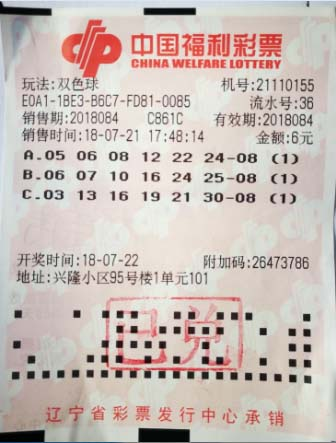 中国福利彩票
CHINA WELFARE LOTTERY
玩法:双色球 机号:21110155
E0A1-1BE3-B6C7-FD81-0085 流水号:36
销售期:2018084 C861C 有效期:2018084
销售时间:18-07-21 17:48:14 金额:6元
A.05 06 08 12 22 24-08 (1)
B.06 07 10 16 24 25-08 (1)
C.03 13 16 19 21 30-08 (1)
开奖时间:18-07-22 附加码:26473786
地址:兴隆小区95号楼1单元101
已兑
辽宁省彩票发行中心承销